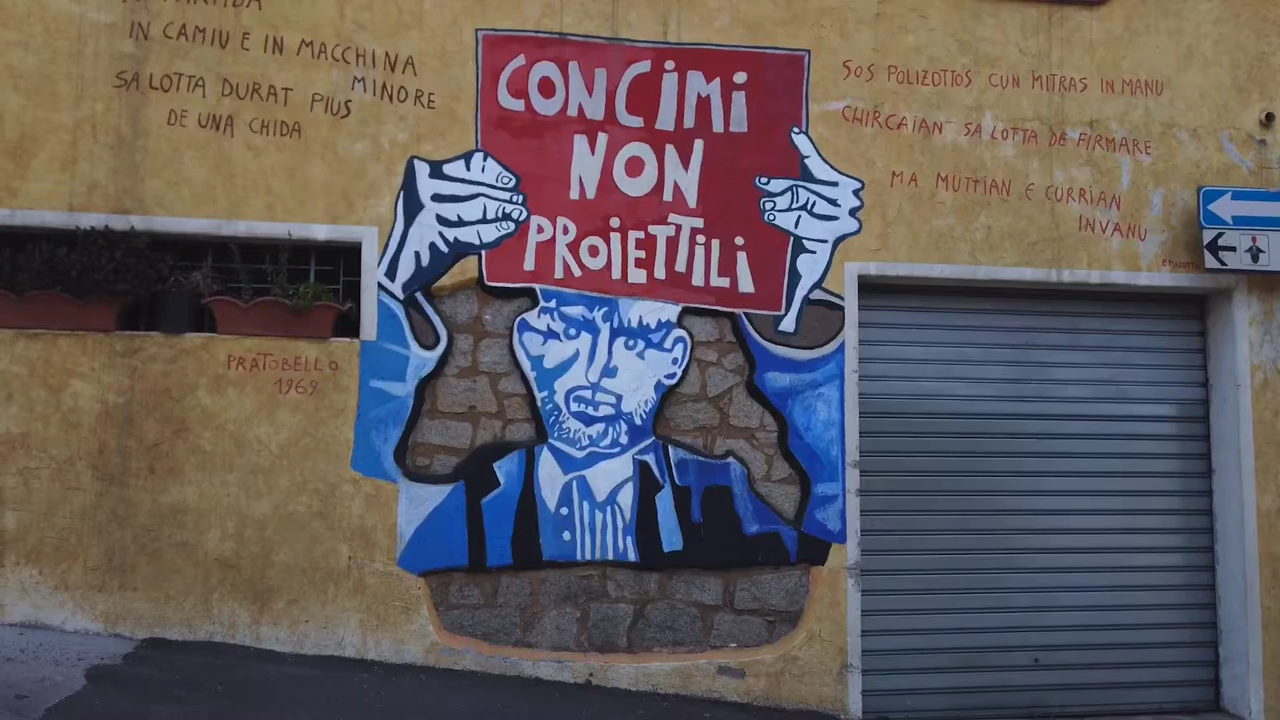 IN CAMIU E IN MACCHINA
MINORE
SA LOTTA DURAT PIUS
DE UNA CHIDA
CONCIMI
NON
PROIETTILI
SOS POLIZOTTOS CUN MITRAS IN MANU
CHIRCAIAN SA LOTTA DE FIRMARE
MA MUTTIAN E CURRIAN
INVANU
PRATOBELLO
1969